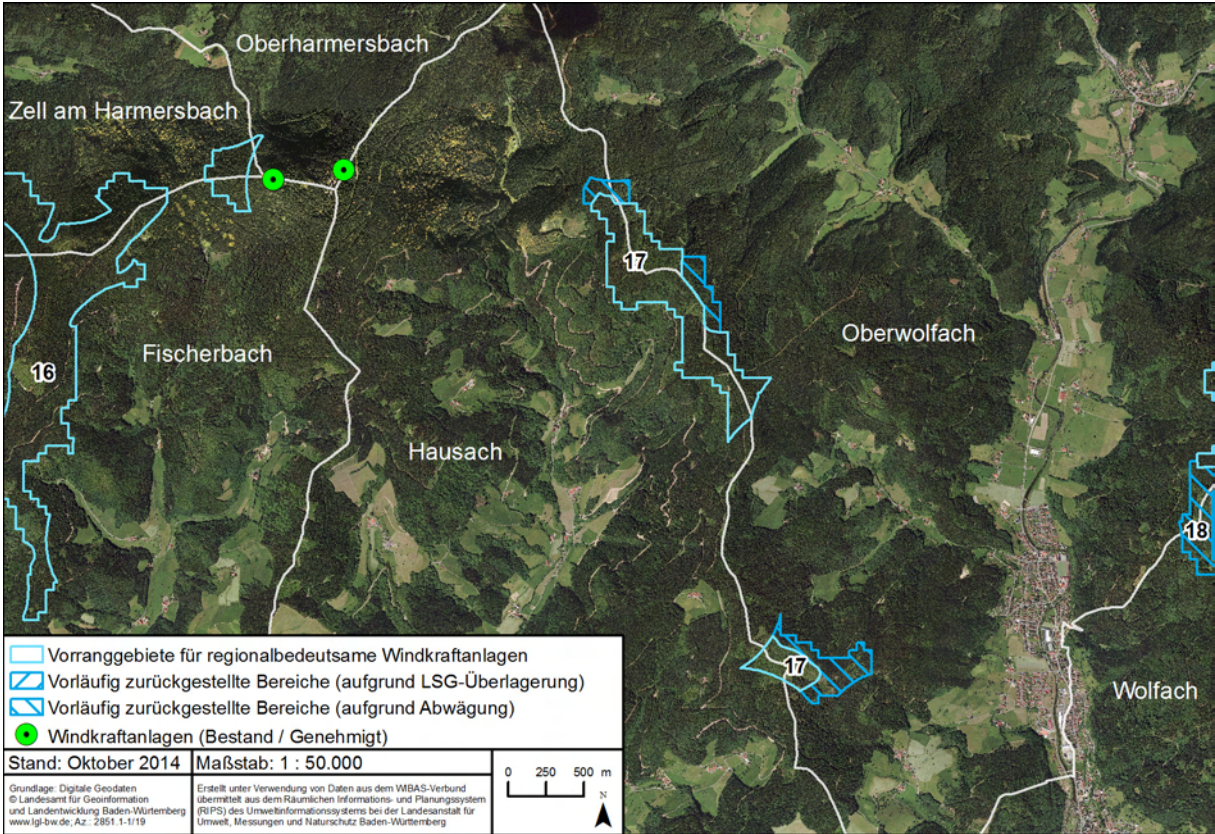 Oberharmersbach
Zell am Harmersbach
17
Oberwolfach
Fischerbach
16
Hausach
18
17
Wolfach
Vorranggebiete für regionalbedeutsame Windkraftanlagen
Vorläufig zurückgestellte Bereiche (aufgrund LSG-Überlagerung)
Vorläufig zurückgestellte Bereiche (aufgrund Abwägung)
Windkraftanlagen (Bestand / Genehmigt)
Stand: Oktober 2014
Maßstab: 1 : 50.000
0 250 500 m
N
Grundlage: Digitale Geodaten
© Landesamt für Geoinformation
und Landentwicklung Baden-Württemberg
www.lgl-bw.de; Az.: 2851.1-1/19
Erstellt unter Verwendung von Daten aus dem WIBAS-Verbund
übermittelt aus dem Räumlichen Informations- und Planungssystem
(RIPS) des Umweltinformationssystems bei der Landesanstalt für
Umwelt, Messungen und Naturschutz Baden-Württemberg